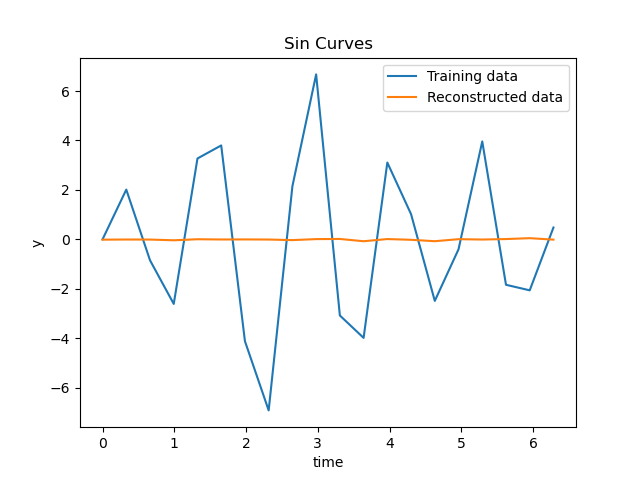 Sin Curves
Training data
Reconstructed data
6
4
2
0
−2
−4
−6
y
0 1 2 3 4 5 6
time